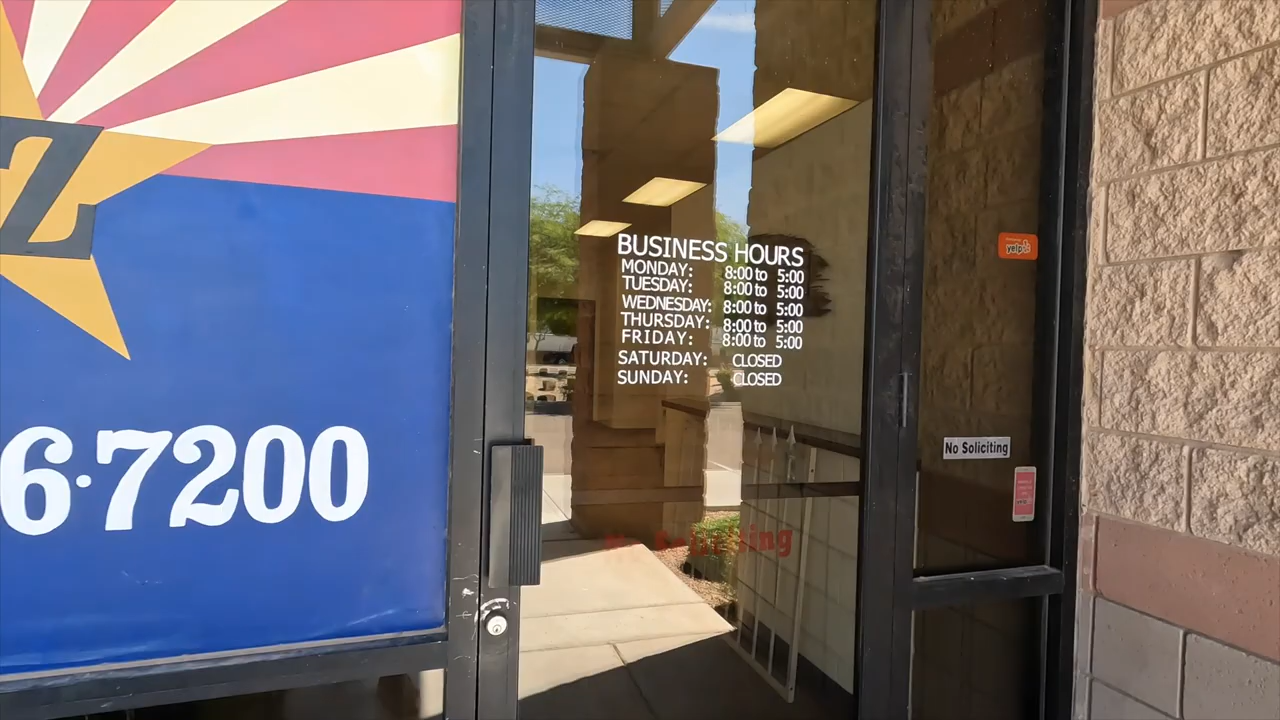 Z
6-7200
BUSINESS HOURS
MONDAY: 8:00 to 5:00
TUESDAY: 8:00 to 5:00
WEDNESDAY: 8:00 to 5:00
THURSDAY: 8:00 to 5:00
FRIDAY: 8:00 to 5:00
SATURDAY: CLOSED
SUNDAY: CLOSED
No Soliciting
yelp
No Soliciting